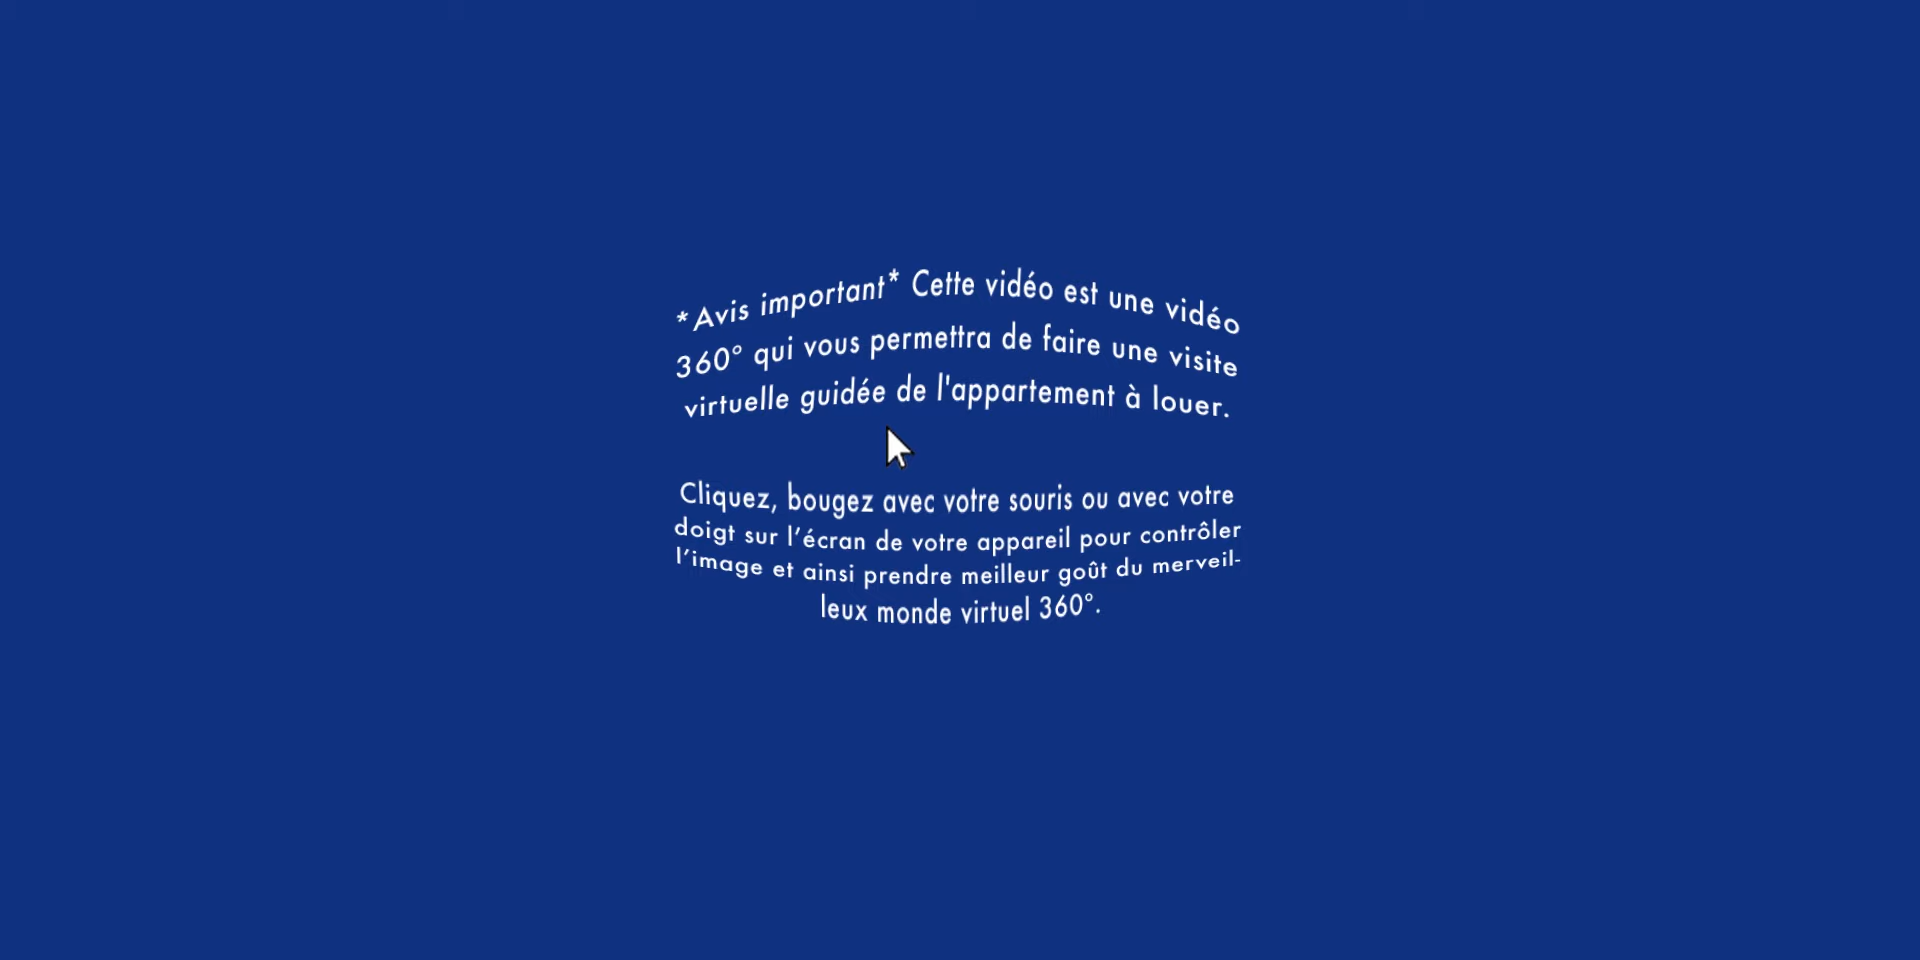 *Avis important* Cette vidéo est une vidéo
360° qui vous permettra de faire une visite
virtuelle guidée de l'appartement à louer.
Cliquez, bougez avec votre souris ou avec votre
doigt sur l’écran de votre appareil pour contrôler
l’image et ainsi prendre meilleur goût du merveil-
leux monde virtuel 360°.